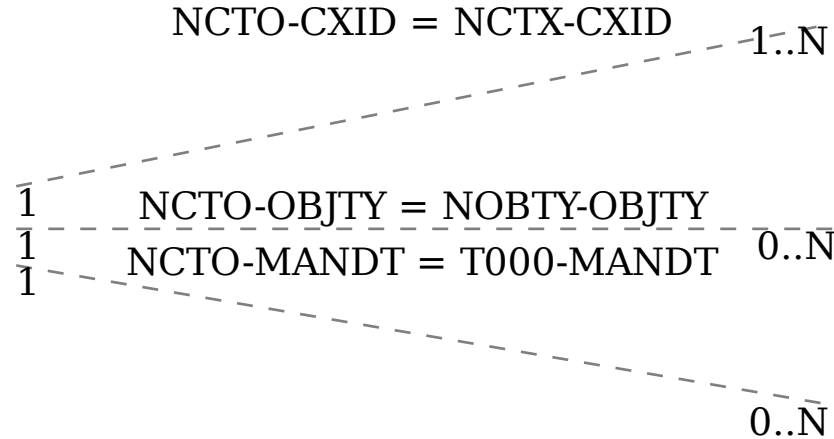 NCTO-CXID = NCTX-CXID
1..N
1
NCTO-OBJTY = NOBTY-OBJTY
1
0..N
NCTO-MANDT = T000-MANDT
1
0..N